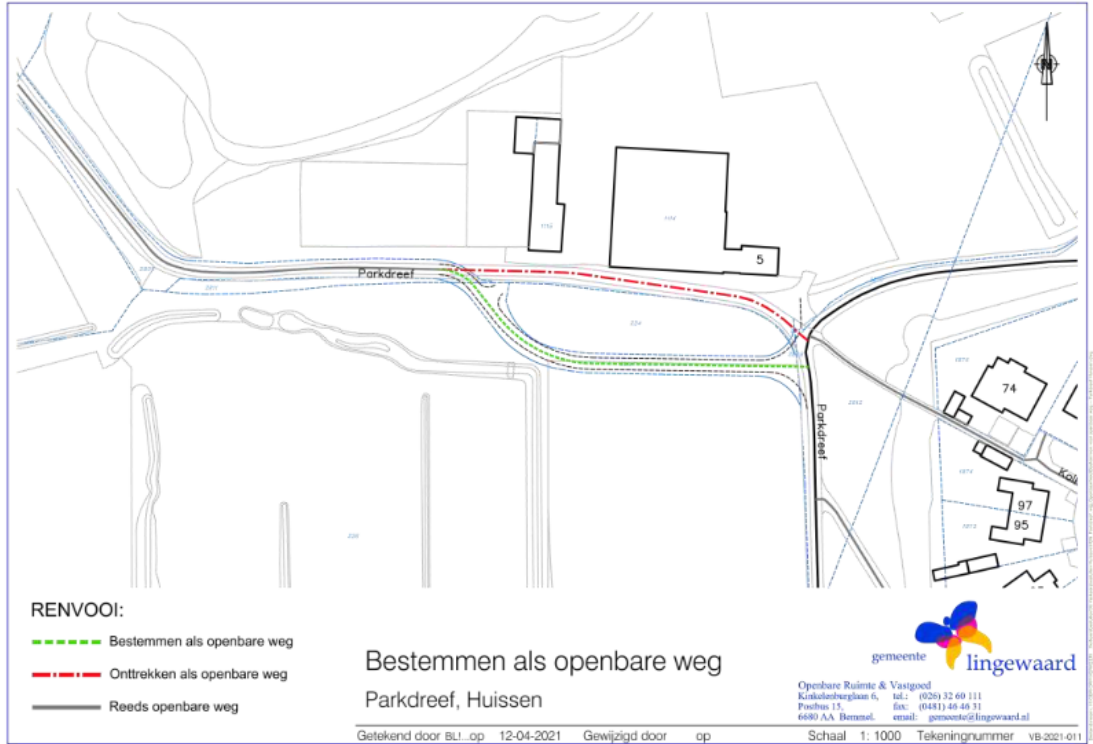 N
5
Parkdreef
74
Parkdreef
97
95
RENVOOI:
Bestemmen als openbare weg
Onttrekken als openbare weg
Reeds openbare weg
Bestemmen als openbare weg
Parkdreef, Huissen
gemeente lingewaard
Openbare Ruimte & Vastgoed
Kinkelenburglaan 6, tel.: (026) 32 60 111
Postbus 15, fax: (0481) 46 46 31
6680 AA Bemmel. email: gemeente@lingewaard.nl
Getekend door BL!...op 12-04-2021 Gewijzigd door op Schaal 1: 1000 Tekeningnummer VB-2021-011